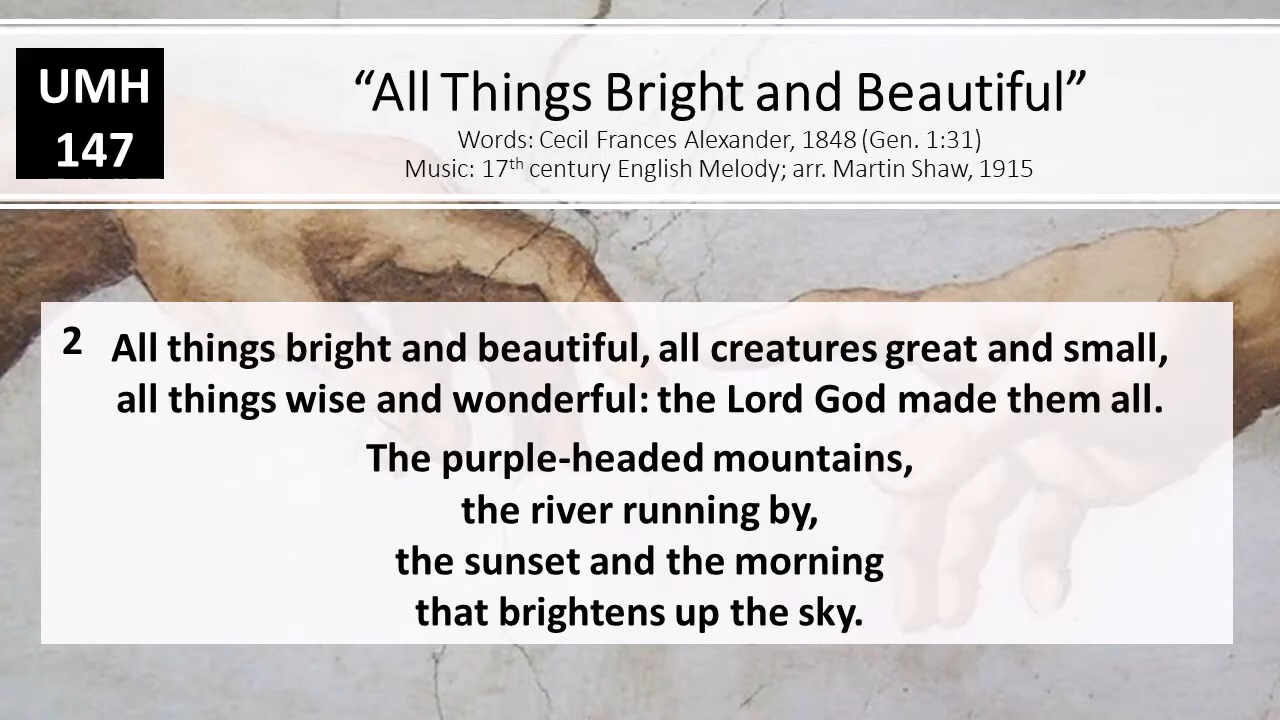 UMH
147
“All Things Bright and Beautiful”
Words: Cecil Frances Alexander, 1848 (Gen. 1:31)
Music: 17th century English Melody; arr. Martin Shaw, 1915
2 All things bright and beautiful, all creatures great and small,
all things wise and wonderful: the Lord God made them all.
The purple-headed mountains,
the river running by,
the sunset and the morning
that brightens up the sky.